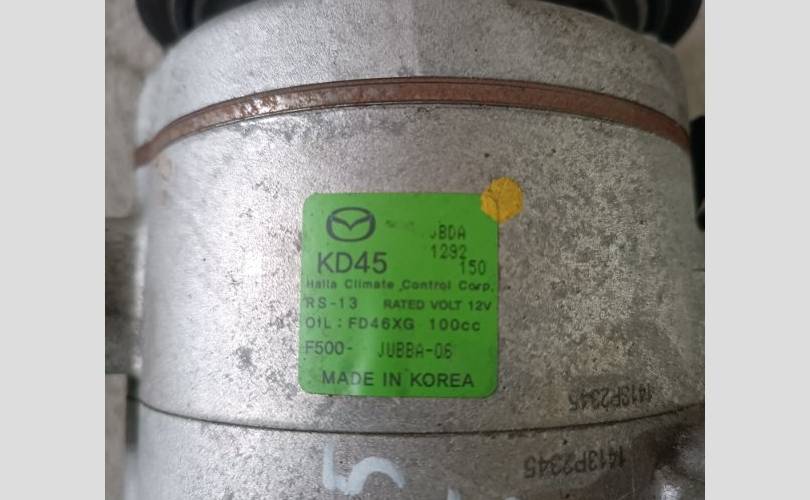 JBDA
1292
KD45 150
Halla Climate Control Corp.
RS-13 RATED VOLT 12V
OIL: FD46XG 100cc
F500- JUBBA-06
MADE IN KOREA
1413P2345
1413P2345